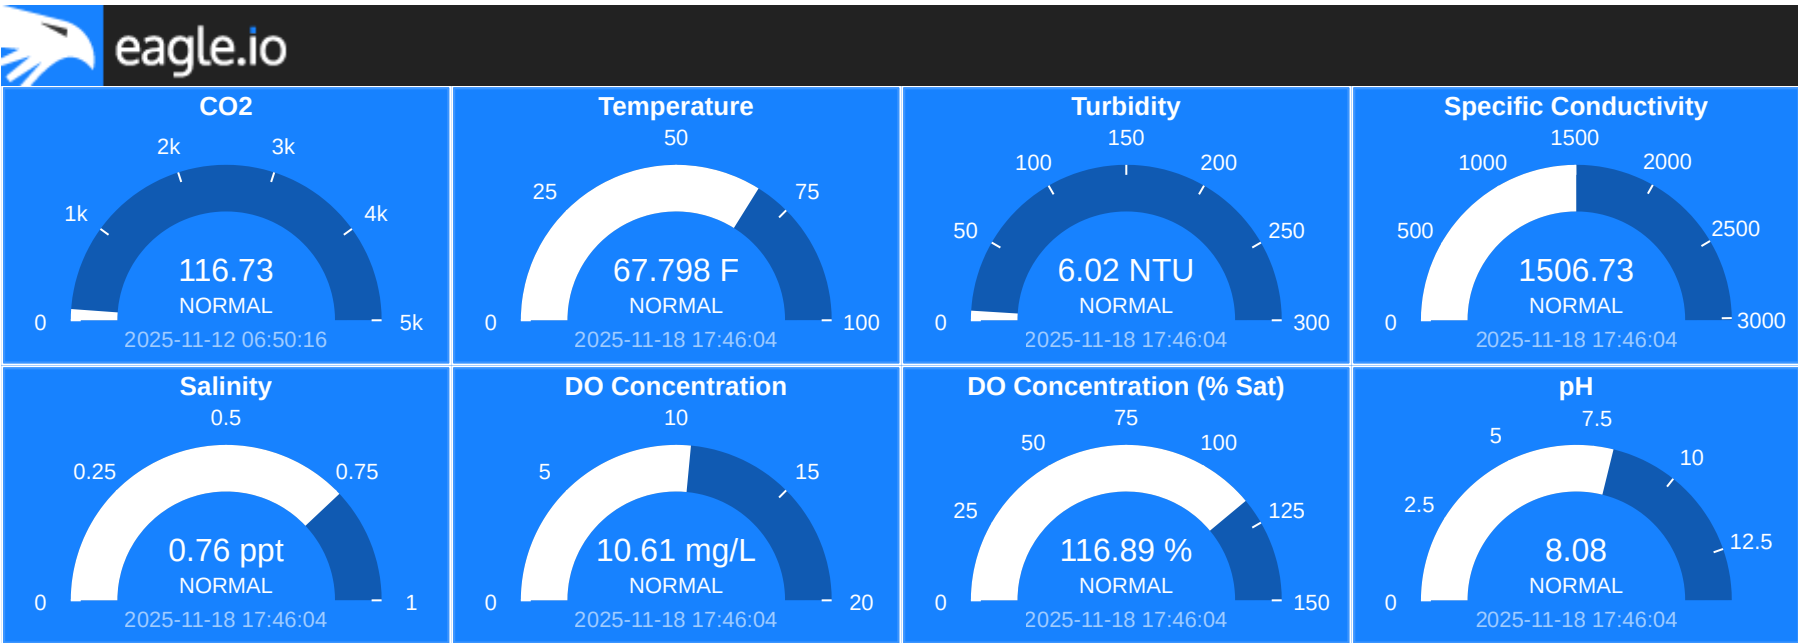 eagle.io
CO2
2k 3k
1k 4k
116.73
NORMAL
0 5k
2025-11-12 06:50:16
Temperature
50
25 75
67.798 F
NORMAL
0 100
2025-11-18 17:46:04
Turbidity
150
100 200
50 250
6.02 NTU
NORMAL
0 300
2025-11-18 17:46:04
Specific Conductivity
1500
1000 2000
500 2500
1506.73
NORMAL
0 3000
2025-11-18 17:46:04
Salinity
0.5
0.25 0.75
0.76 ppt
NORMAL
0 1
2025-11-18 17:46:04
DO Concentration
10
5 15
10.61 mg/L
NORMAL
0 20
2025-11-18 17:46:04
DO Concentration (% Sat)
75
50 100
25 125
116.89 %
NORMAL
0 150
2025-11-18 17:46:04
pH
7.5
5 10
2.5 12.5
8.08
NORMAL
0
2025-11-18 17:46:04